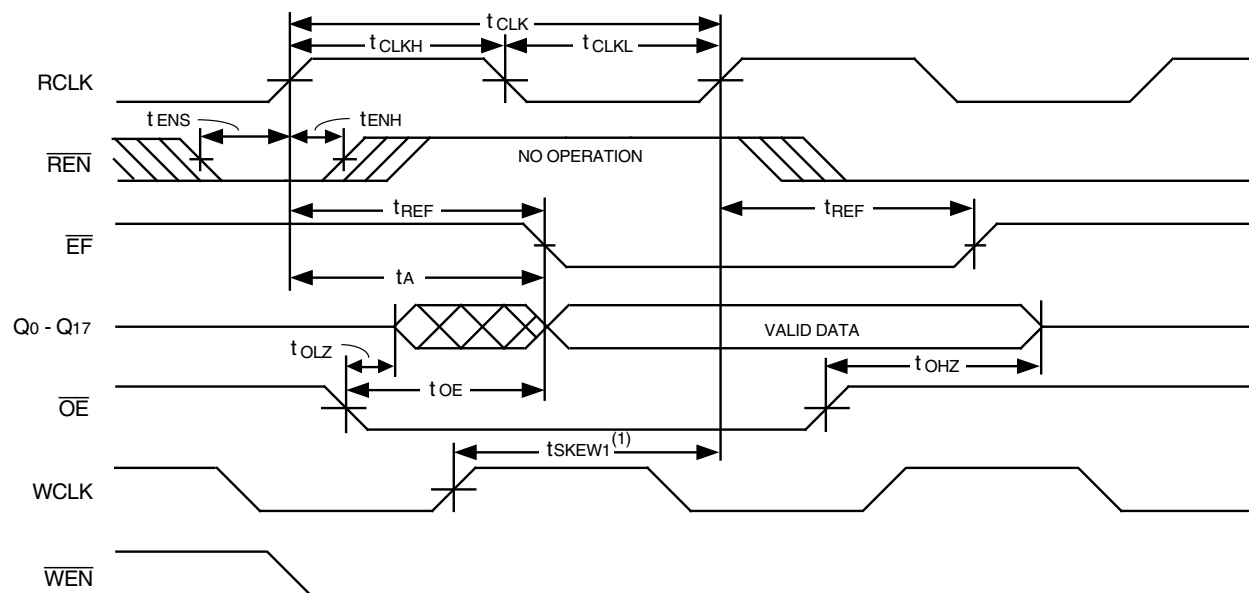 tCLK
tCLKH tCLKL
RCLK
tENS tENH
REN NO OPERATION
tREF tREF
EF
tA
Q0 - Q17 VALID DATA
tOLZ tOHZ
tOE
OE
tSKEW1(1)
WCLK
WEN